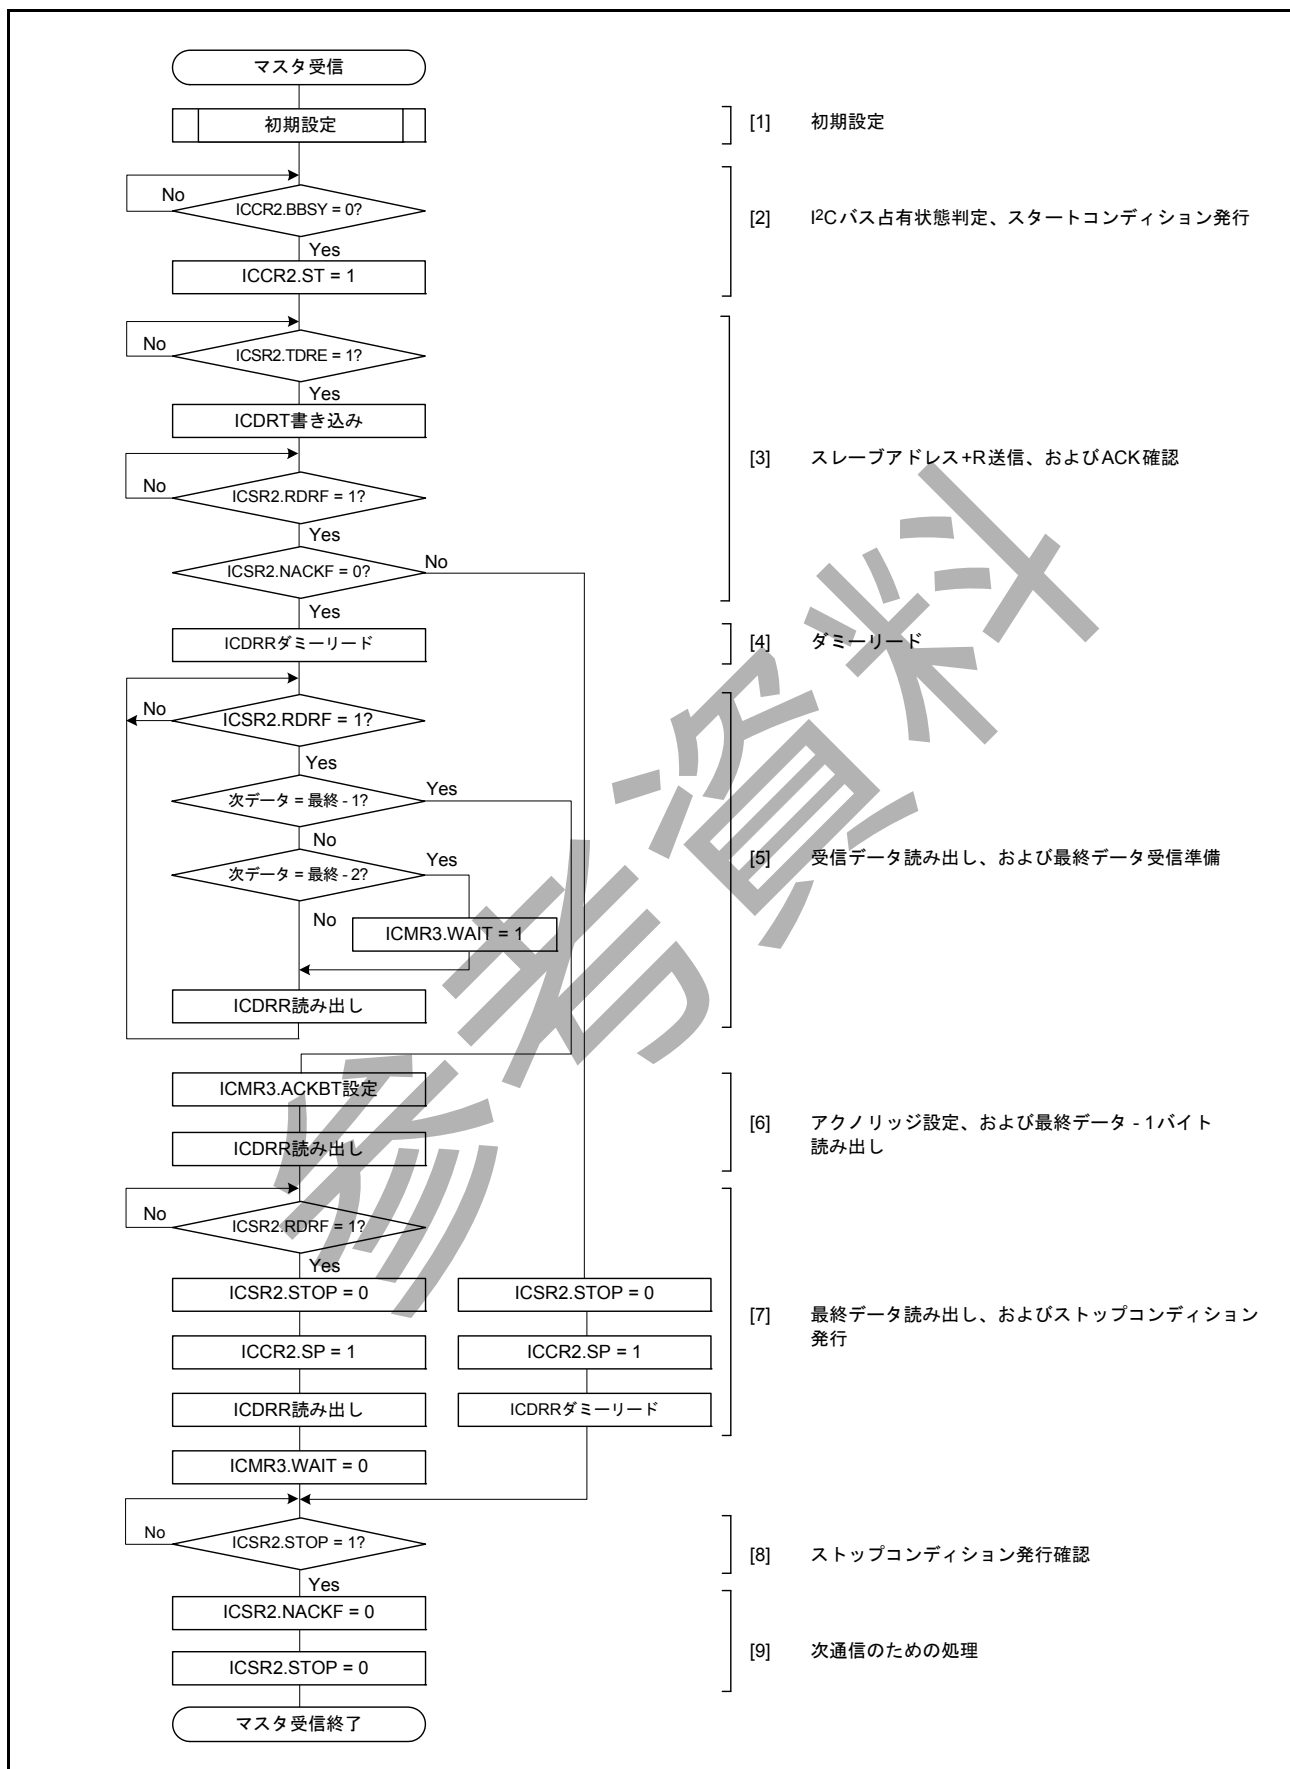 マスタ受信
初期設定
[1] 初期設定
No
ICCR2.BBSY = 0?
[2] I²Cバス占有状態判定、スタートコンディション発行
Yes
ICCR2.ST = 1
No
ICSR2.TDRE = 1?
Yes
ICDRT書き込み
[3] スレーブアドレス+R送信、およびACK確認
No
ICSR2.RDRF = 1?
Yes
ICSR2.NACKF = 0?
No
Yes
ICDRRダミーリード
[4] ダミーリード
No
ICSR2.RDRF = 1?
Yes
次データ = 最終 - 1?
Yes
No
次データ = 最終 - 2?
Yes
[5] 受信データ読み出し、および最終データ受信準備
No
ICMR3.WAIT = 1
ICDRR読み出し
ICMR3.ACKBT設定
[6] アクノリッジ設定、および最終データ - 1バイト
読み出し
ICDRR読み出し
No
ICSR2.RDRF = 1?
Yes
ICSR2.STOP = 0
ICSR2.STOP = 0
[7] 最終データ読み出し、およびストップコンディション
発行
ICCR2.SP = 1
ICCR2.SP = 1
ICDRR読み出し
ICDRRダミーリード
ICMR3.WAIT = 0
No
ICSR2.STOP = 1?
[8] ストップコンディション発行確認
Yes
ICSR2.NACKF = 0
[9] 次通信のための処理
ICSR2.STOP = 0
マスタ受信終了
参考資料